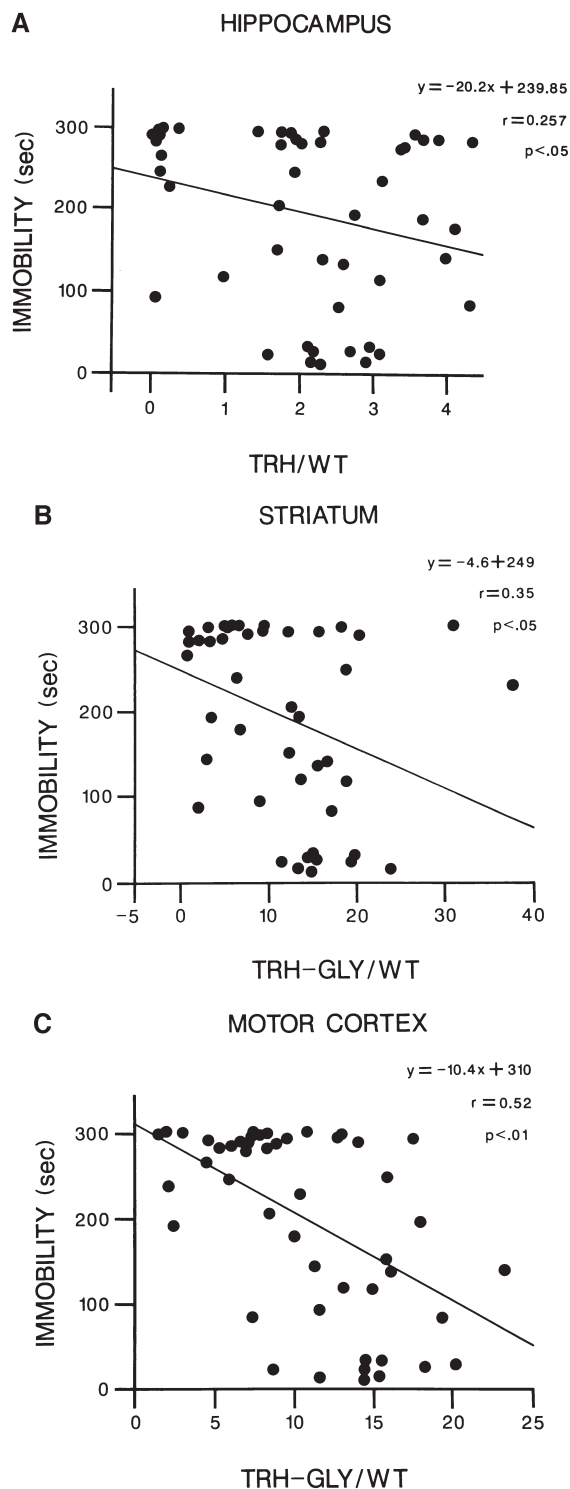 A
HIPPOCAMPUS
y = −20.2x + 239.85
r = 0.257
p<.05
IMMOBILITY (sec)
300
200
100
0
0 1 2 3 4
TRH/WT
B
STRIATUM
y = −4.6+249
r = 0.35
p<.05
IMMOBILITY (sec)
300
200
100
0
−5 0 10 20 30 40
TRH−GLY/WT
C
MOTOR CORTEX
y = −10.4x + 310
r = 0.52
p<.01
IMMOBILITY (sec)
300
200
100
0
0 5 10 15 20 25
TRH−GLY/WT